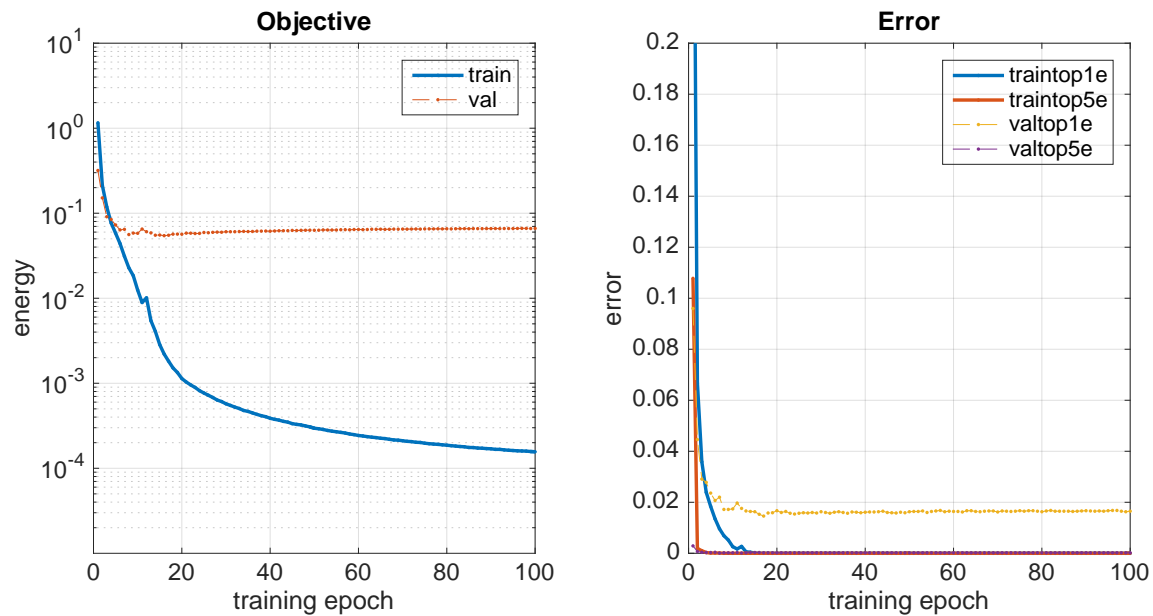 Objective
10^1
10^0
10^-1
10^-2
10^-3
10^-4
energy
0 20 40 60 80 100
training epoch
train
val
Error
0.2
0.18
0.16
0.14
0.12
0.1
0.08
0.06
0.04
0.02
0
error
0 20 40 60 80 100
training epoch
traintop1e
traintop5e
valtop1e
valtop5e